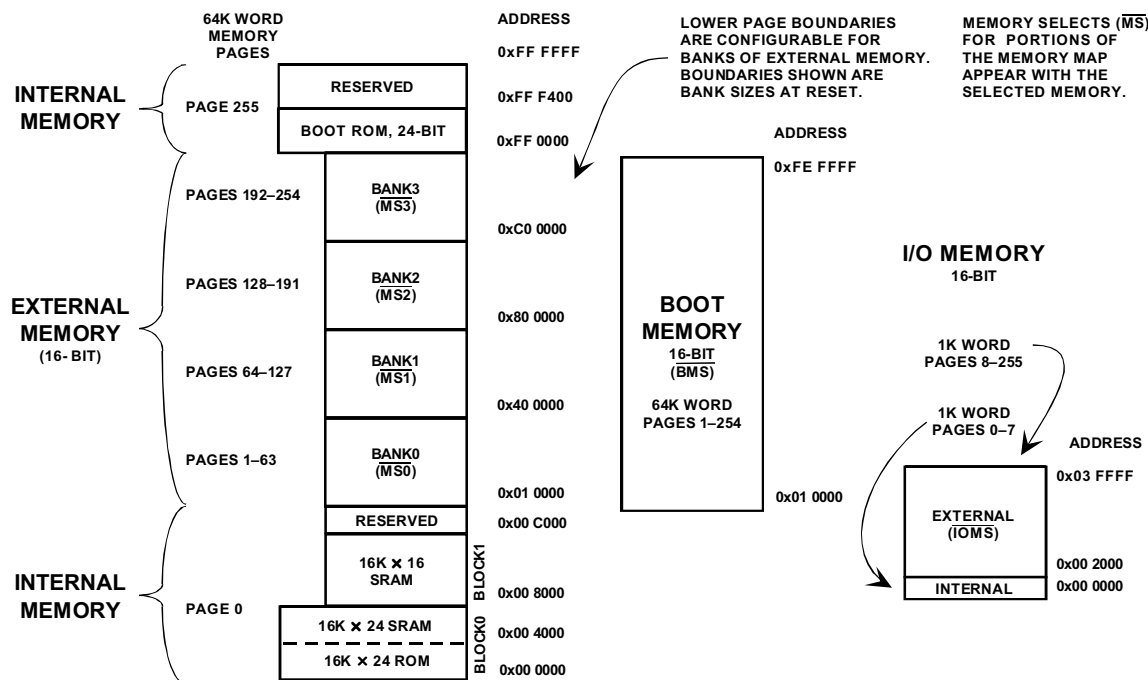 64K WORD
MEMORY
PAGES
ADDRESS
0xFF FFFF
INTERNAL
MEMORY
PAGE 255
RESERVED
0xFF F400
BOOT ROM, 24-BIT
0xFF 0000
EXTERNAL
MEMORY
(16- BIT)
PAGES 192–254
BANK3
(MS3)
0xC0 0000
PAGES 128–191
BANK2
(MS2)
0x80 0000
PAGES 64–127
BANK1
(MS1)
0x40 0000
PAGES 1–63
BANK0
(MS0)
0x01 0000
INTERNAL
MEMORY
PAGE 0
RESERVED
0x00 C000
16K × 16
SRAM
BLOCK1
0x00 8000
16K × 24 SRAM
BLOCK0
0x00 4000
16K × 24 ROM
0x00 0000
LOWER PAGE BOUNDARIES
ARE CONFIGURABLE FOR
BANKS OF EXTERNAL MEMORY.
BOUNDARIES SHOWN ARE
BANK SIZES AT RESET.
MEMORY SELECTS (MS)
FOR PORTIONS OF
THE MEMORY MAP
APPEAR WITH THE
SELECTED MEMORY.
ADDRESS
0xFE FFFF
BOOT
MEMORY
16-BIT
(BMS)
64K WORD
PAGES 1–254
0x01 0000
I/O MEMORY
16-BIT
1K WORD
PAGES 8–255
1K WORD
PAGES 0–7
ADDRESS
0x03 FFFF
EXTERNAL
(IOMS)
0x00 2000
INTERNAL
0x00 0000